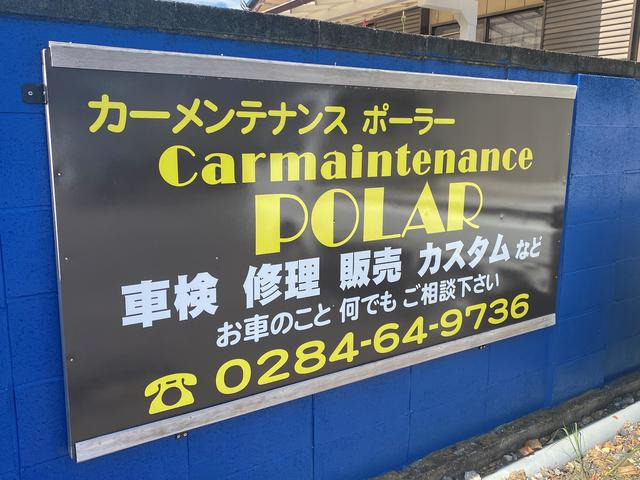 カーメンテナンス ポーラー
Carmaintenance
POLAR
車検 修理 販売 カスタム など
お車のこと 何でも ご相談下さい
☎0284-64-9736